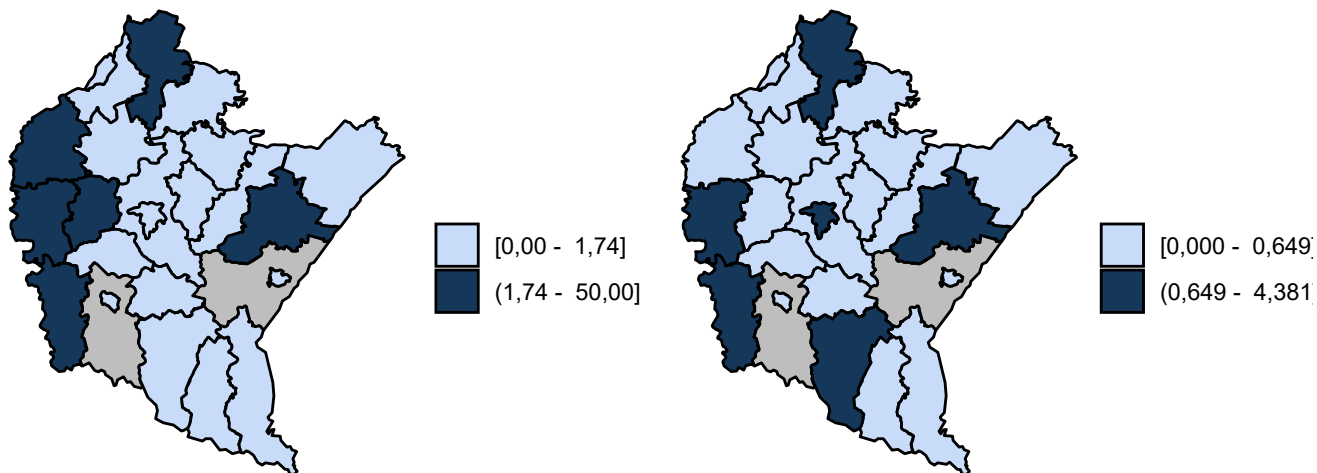 [0,00 - 1,74]
(1,74 - 50,00]
[0,000 - 0,649]
(0,649 - 4,381]